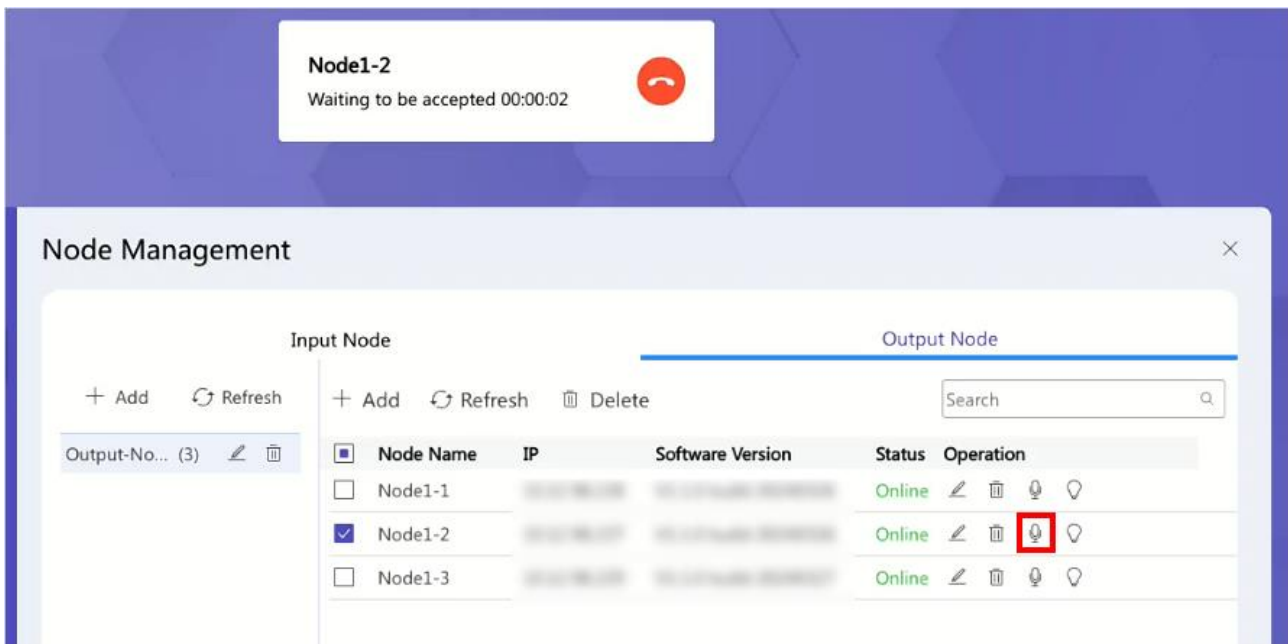 Node1-2
Waiting to be accepted 00:00:02
Node Management
Input Node
Output Node
Add Refresh
Add Refresh Delete
Search
Output-No... (3)
Node Name IP Software Version Status Operation
Node1-1 Online
Node1-2 Online
Node1-3 Online